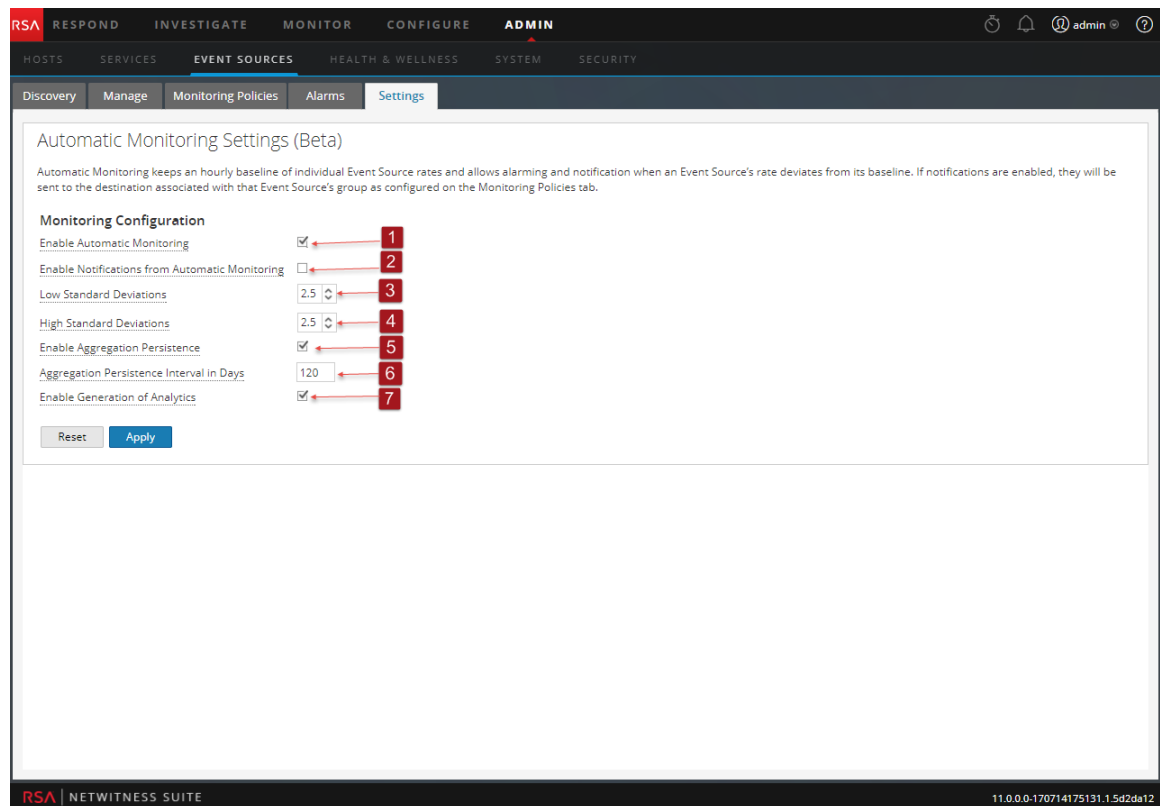 RSA RESPOND INVESTIGATE MONITOR CONFIGURE ADMIN admin ?
HOSTS SERVICES EVENT SOURCES HEALTH & WELLNESS SYSTEM SECURITY
Discovery Manage Monitoring Policies Alarms Settings
Automatic Monitoring Settings (Beta)
Automatic Monitoring keeps an hourly baseline of individual Event Source rates and allows alarming and notification when an Event Source's rate deviates from its baseline. If notifications are enabled, they will be
sent to the destination associated with that Event Source's group as configured on the Monitoring Policies tab.
Monitoring Configuration
Enable Automatic Monitoring 1
Enable Notifications from Automatic Monitoring 2
Low Standard Deviations 2.5 3
High Standard Deviations 2.5 4
Enable Aggregation Persistence 5
Aggregation Persistence Interval in Days 120 6
Enable Generation of Analytics 7
Reset Apply
RSA NETWITNESS SUITE 11.0.0.0-170714175131.1.5d2da12